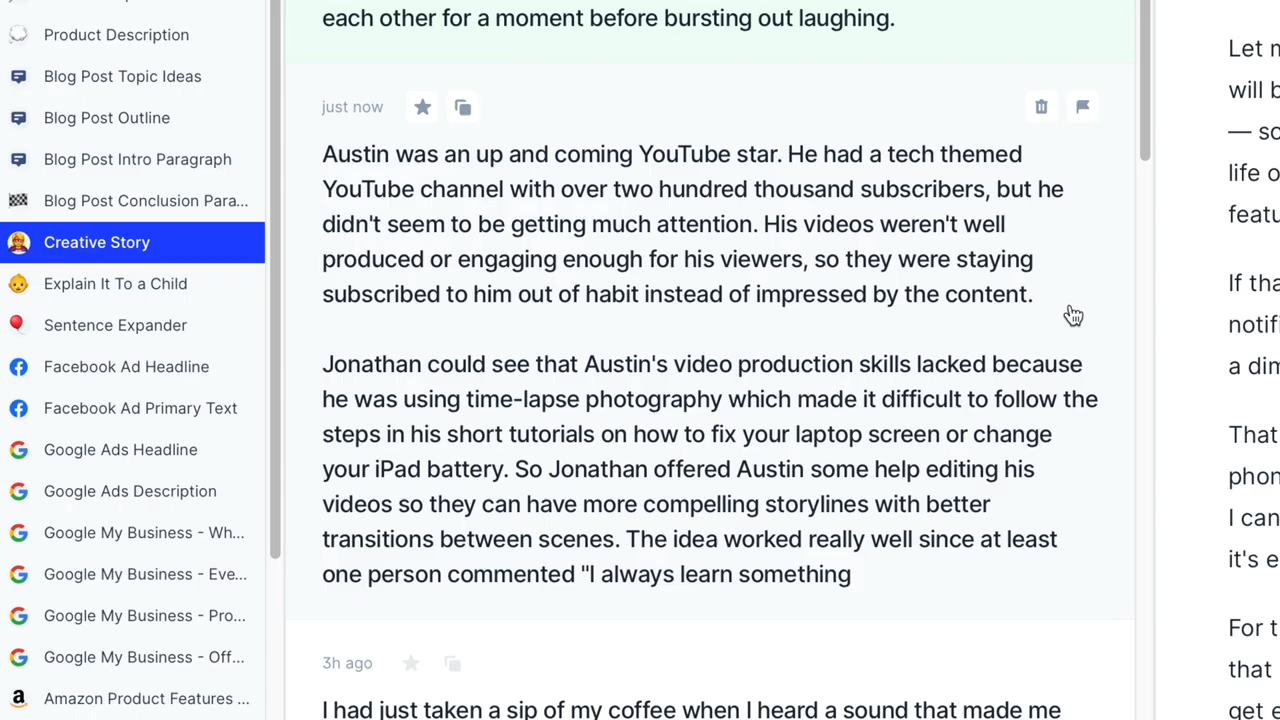 Product Description
Blog Post Topic Ideas
Blog Post Outline
Blog Post Intro Paragraph
Blog Post Conclusion Para...
Creative Story
Explain It To a Child
Sentence Expander
Facebook Ad Headline
Facebook Ad Primary Text
Google Ads Headline
Google Ads Description
Google My Business - Wh...
Google My Business - Eve...
Google My Business - Pro...
Google My Business - Off...
Amazon Product Features ...
each other for a moment before bursting out laughing.
just now
Austin was an up and coming YouTube star. He had a tech themed
YouTube channel with over two hundred thousand subscribers, but he
didn't seem to be getting much attention. His videos weren't well
produced or engaging enough for his viewers, so they were staying
subscribed to him out of habit instead of impressed by the content.
Jonathan could see that Austin's video production skills lacked because
he was using time-lapse photography which made it difficult to follow the
steps in his short tutorials on how to fix your laptop screen or change
your iPad battery. So Jonathan offered Austin some help editing his
videos so they can have more compelling storylines with better
transitions between scenes. The idea worked really well since at least
one person commented "I always learn something
3h ago
I had just taken a sip of my coffee when I heard a sound that made me
Let
will
—
life
If
a
That
I can
For
that
get